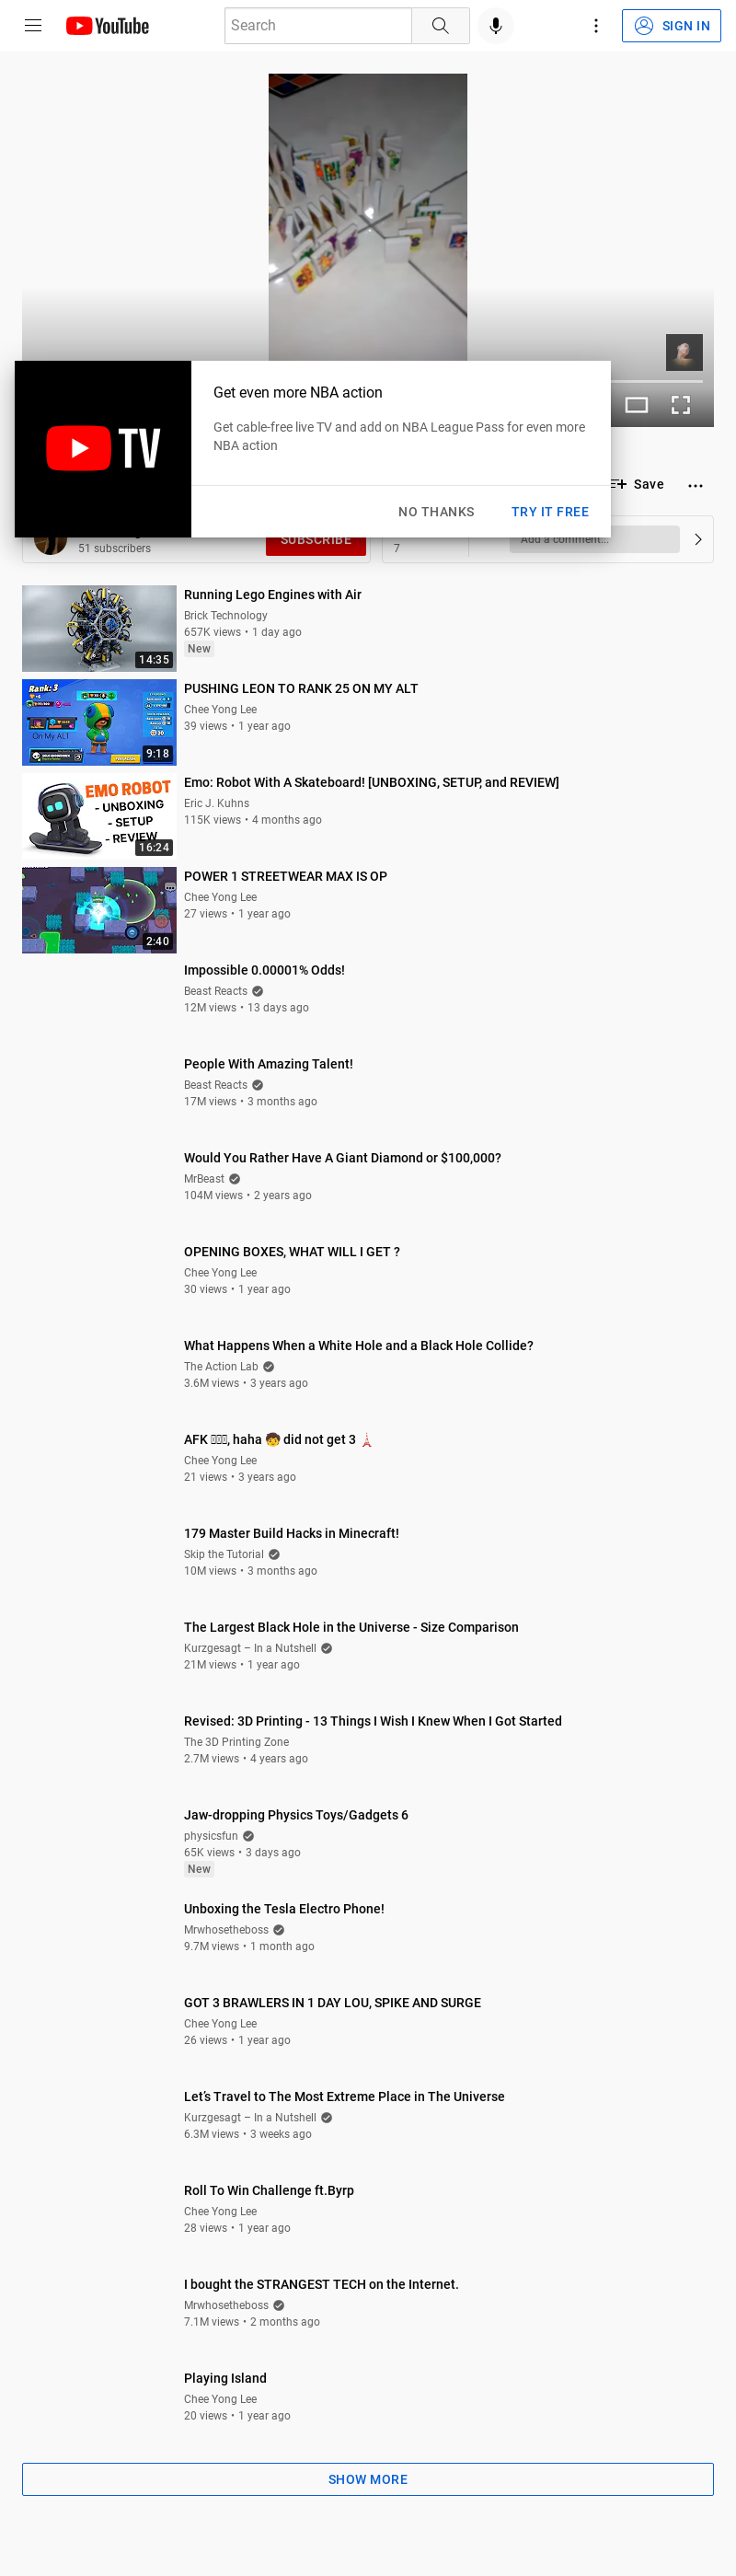 YouTube
Search
SIGN IN
TV
Get even more NBA action
Get cable-free live TV and add on NBA League Pass for even more
NBA action
NO THANKS
TRY IT FREE
Save
51 subscribers
SUBSCRIBE
7
Add a comment...
Running Lego Engines with Air
Brick Technology
657K views • 1 day ago
New
14:35
PUSHING LEON TO RANK 25 ON MY ALT
Chee Yong Lee
39 views • 1 year ago
Rank: 3
On My ALT
9:18
Emo: Robot With A Skateboard! [UNBOXING, SETUP, and REVIEW]
Eric J. Kuhns
115K views • 4 months ago
EMO ROBOT
- UNBOXING
- SETUP
- REVIEW
16:24
POWER 1 STREETWEAR MAX IS OP
Chee Yong Lee
27 views • 1 year ago
2:40
Impossible 0.00001% Odds!
Beast Reacts
12M views • 13 days ago
People With Amazing Talent!
Beast Reacts
17M views • 3 months ago
Would You Rather Have A Giant Diamond or $100,000?
MrBeast
104M views • 2 years ago
OPENING BOXES, WHAT WILL I GET ?
Chee Yong Lee
30 views • 1 year ago
What Happens When a White Hole and a Black Hole Collide?
The Action Lab
3.6M views • 3 years ago
AFK , haha 🧒 did not get 3 🗼
Chee Yong Lee
21 views • 3 years ago
179 Master Build Hacks in Minecraft!
Skip the Tutorial
10M views • 3 months ago
The Largest Black Hole in the Universe - Size Comparison
Kurzgesagt – In a Nutshell
21M views • 1 year ago
Revised: 3D Printing - 13 Things I Wish I Knew When I Got Started
The 3D Printing Zone
2.7M views • 4 years ago
Jaw-dropping Physics Toys/Gadgets 6
physicsfun
65K views • 3 days ago
New
Unboxing the Tesla Electro Phone!
Mrwhosetheboss
9.7M views • 1 month ago
GOT 3 BRAWLERS IN 1 DAY LOU, SPIKE AND SURGE
Chee Yong Lee
26 views • 1 year ago
Let’s Travel to The Most Extreme Place in The Universe
Kurzgesagt – In a Nutshell
6.3M views • 3 weeks ago
Roll To Win Challenge ft.Byrp
Chee Yong Lee
28 views • 1 year ago
I bought the STRANGEST TECH on the Internet.
Mrwhosetheboss
7.1M views • 2 months ago
Playing Island
Chee Yong Lee
20 views • 1 year ago
SHOW MORE